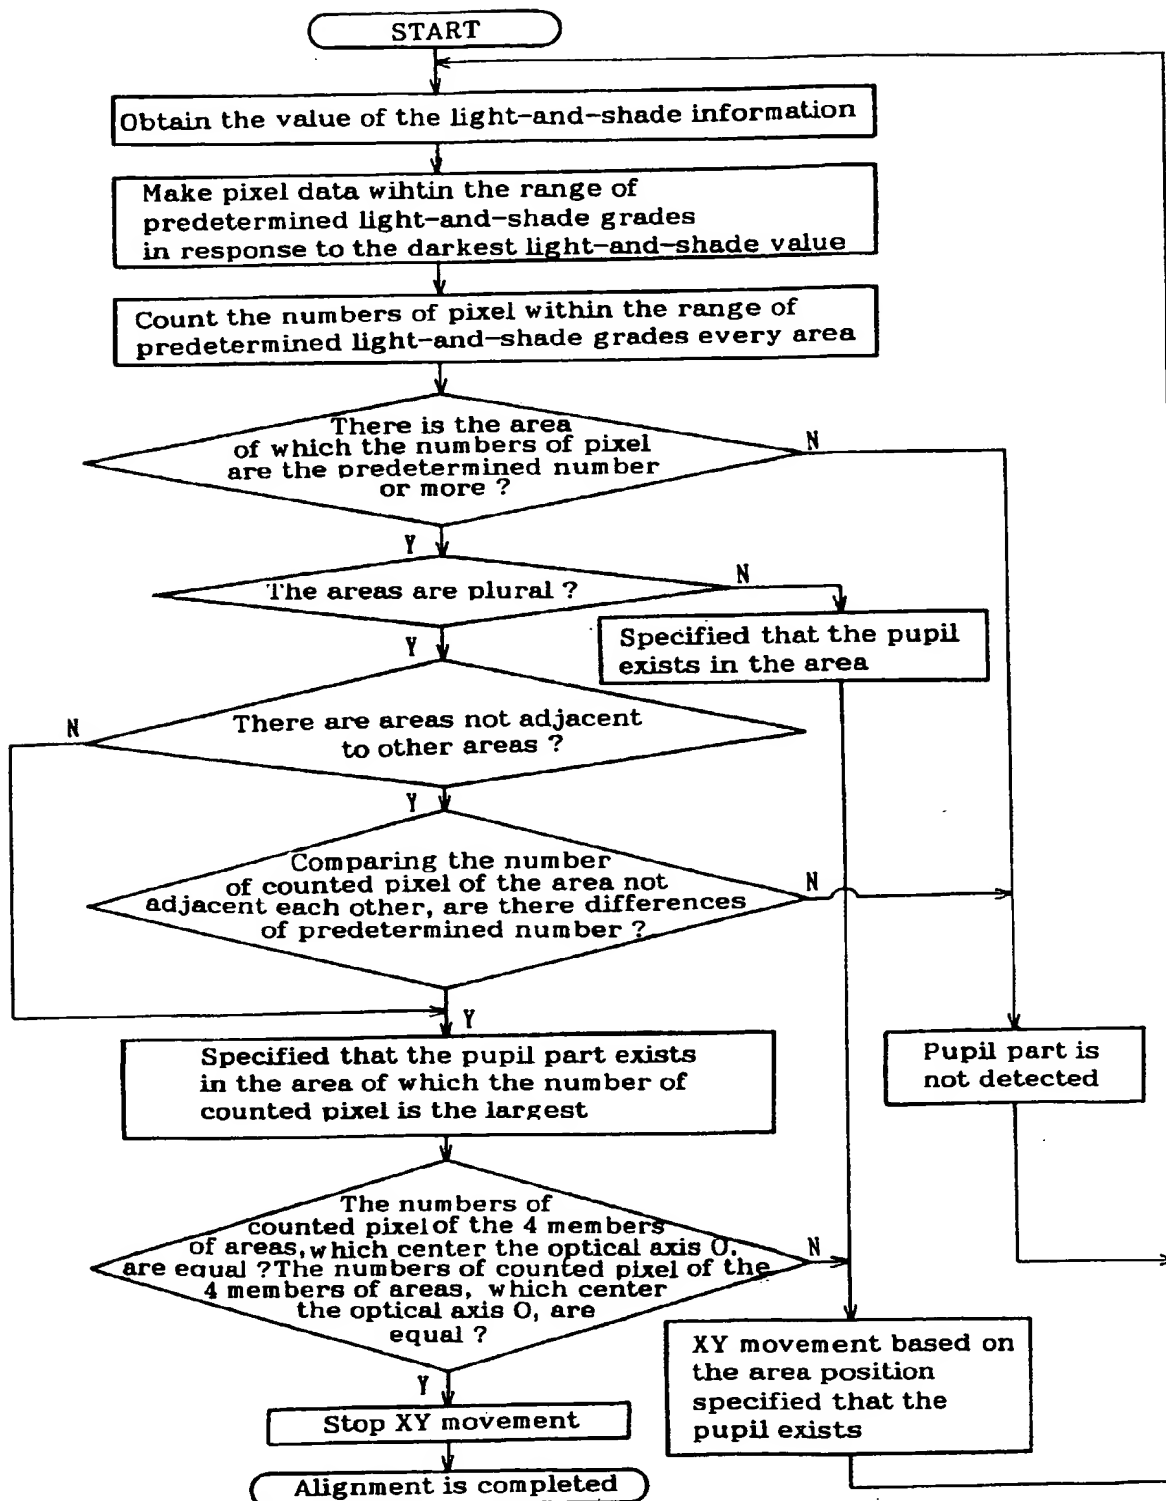 START
Obtain the value of the light-and-shade information
Make pixel data wihtin the range of
predetermined light-and-shade grades
in response to the darkest light-and-shade value
Count the numbers of pixel within the range of
predetermined light-and-shade grades every area
There is the area
of which the numbers of pixel
are the predetermined number
or more ?
N
Y
The areas are plural ?
N
Specified that the pupil
exists in the area
Y
There are areas not adjacent
to other areas ?
N
Y
Comparing the number
of counted pixel of the area not
adjacent each other, are there differences
of predetermined number ?
N
Y
Specified that the pupil part exists
in the area of which the number of
counted pixel is the largest
Pupil part is
not detected
The numbers of
counted pixel of the 4 members
of areas, which center the optical axis O,
are equal ? The numbers of counted pixel of the
4 members of areas, which center
the optical axis O, are
equal ?
N
Y
XY movement based on
the area position
specified that the
pupil exists
Stop XY movement
Alignment is completed